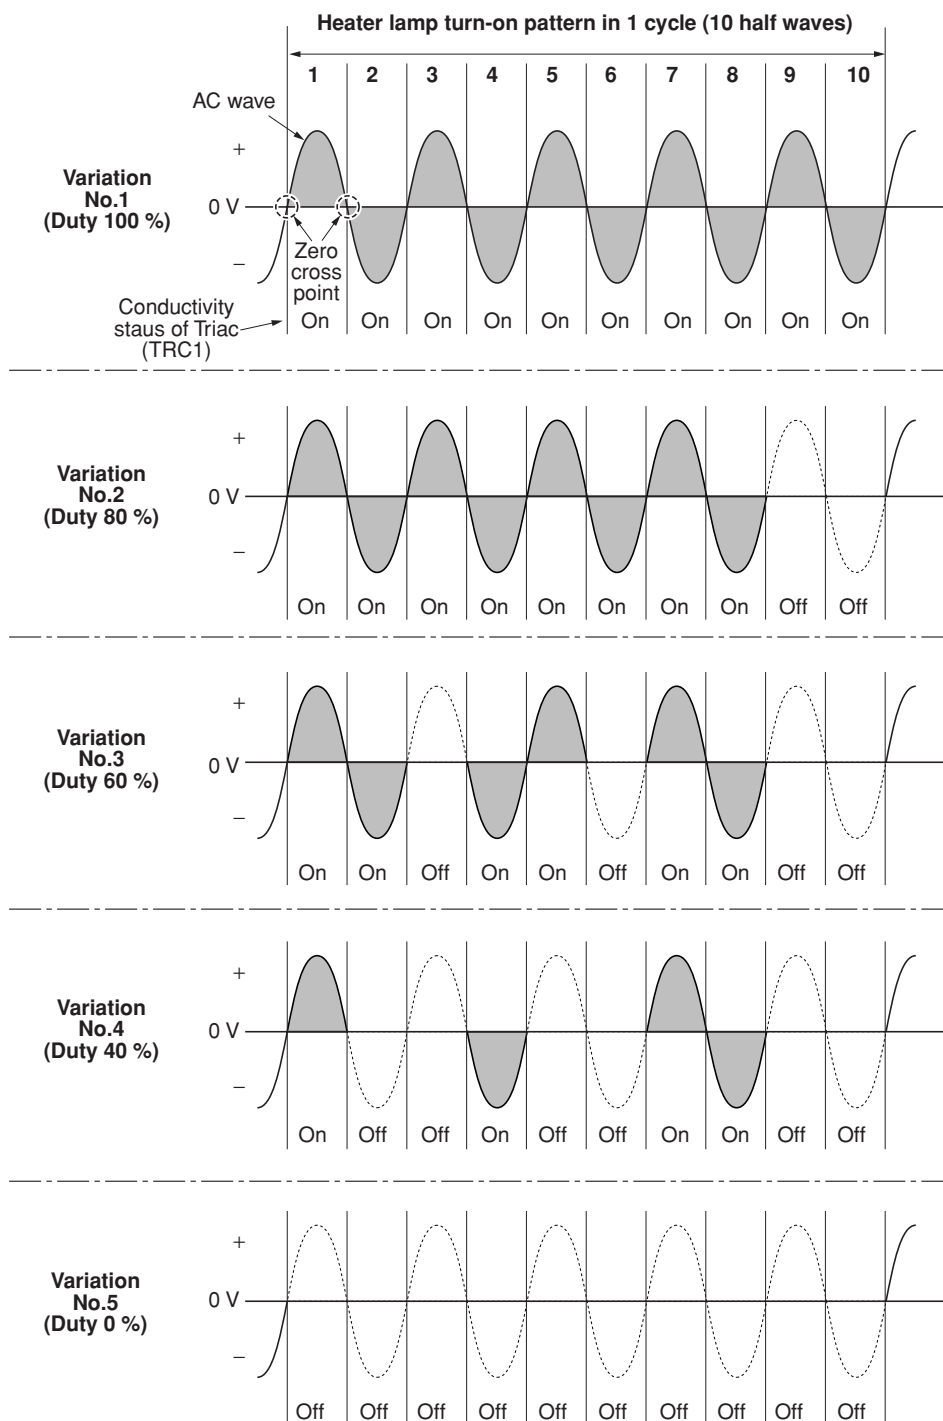 Heater lamp turn-on pattern in 1 cycle (10 half waves)
1 2 3 4 5 6 7 8 9 10
AC wave
+
Variation
No.1
(Duty 100 %)
0 V
−
Zero
cross
point
Conductivity
staus of Triac
(TRC1)
On On On On On On On On On On
+
Variation
No.2
(Duty 80 %)
0 V
−
On On On On On On On On Off Off
+
Variation
No.3
(Duty 60 %)
0 V
−
On On Off On On Off On On Off Off
+
Variation
No.4
(Duty 40 %)
0 V
−
On Off Off On Off Off On On Off Off
+
Variation
No.5
(Duty 0 %)
0 V
−
Off Off Off Off Off Off Off Off Off Off